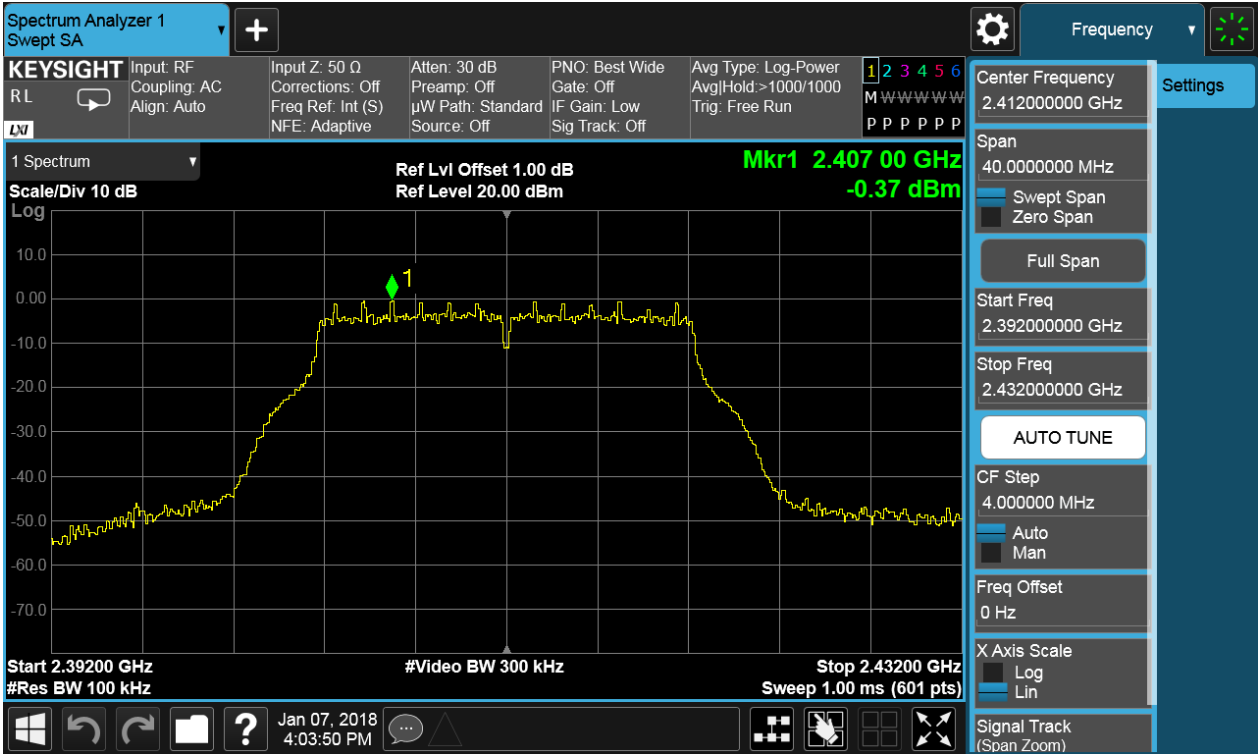 Spectrum Analyzer 1
Swept SA
+
Frequency
KEYSIGHT
R L
LXI
Input: RF
Coupling: AC
Align: Auto
Input Z: 50 Ω
Corrections: Off
Freq Ref: Int (S)
NFE: Adaptive
Atten: 30 dB
Preamp: Off
µW Path: Standard
Source: Off
PNO: Best Wide
Gate: Off
IF Gain: Low
Sig Track: Off
Avg Type: Log-Power
Avg|Hold:>1000/1000
Trig: Free Run
1 2 3 4 5 6
M W W W W W
P P P P P P
1 Spectrum
Scale/Div 10 dB
Log
Ref Lvl Offset 1.00 dB
Ref Level 20.00 dBm
Mkr1 2.407 00 GHz
-0.37 dBm
1
10.0
0.00
-10.0
-20.0
-30.0
-40.0
-50.0
-60.0
-70.0
Start 2.39200 GHz
#Res BW 100 kHz
#Video BW 300 kHz
Stop 2.43200 GHz
Sweep 1.00 ms (601 pts)
Center Frequency
2.412000000 GHz
Span
40.0000000 MHz
Swept Span
Zero Span
Full Span
Start Freq
2.392000000 GHz
Stop Freq
2.432000000 GHz
AUTO TUNE
CF Step
4.000000 MHz
Auto
Man
Freq Offset
0 Hz
X Axis Scale
Log
Lin
Signal Track
(Span Zoom)
Settings
?
Jan 07, 2018
4:03:50 PM